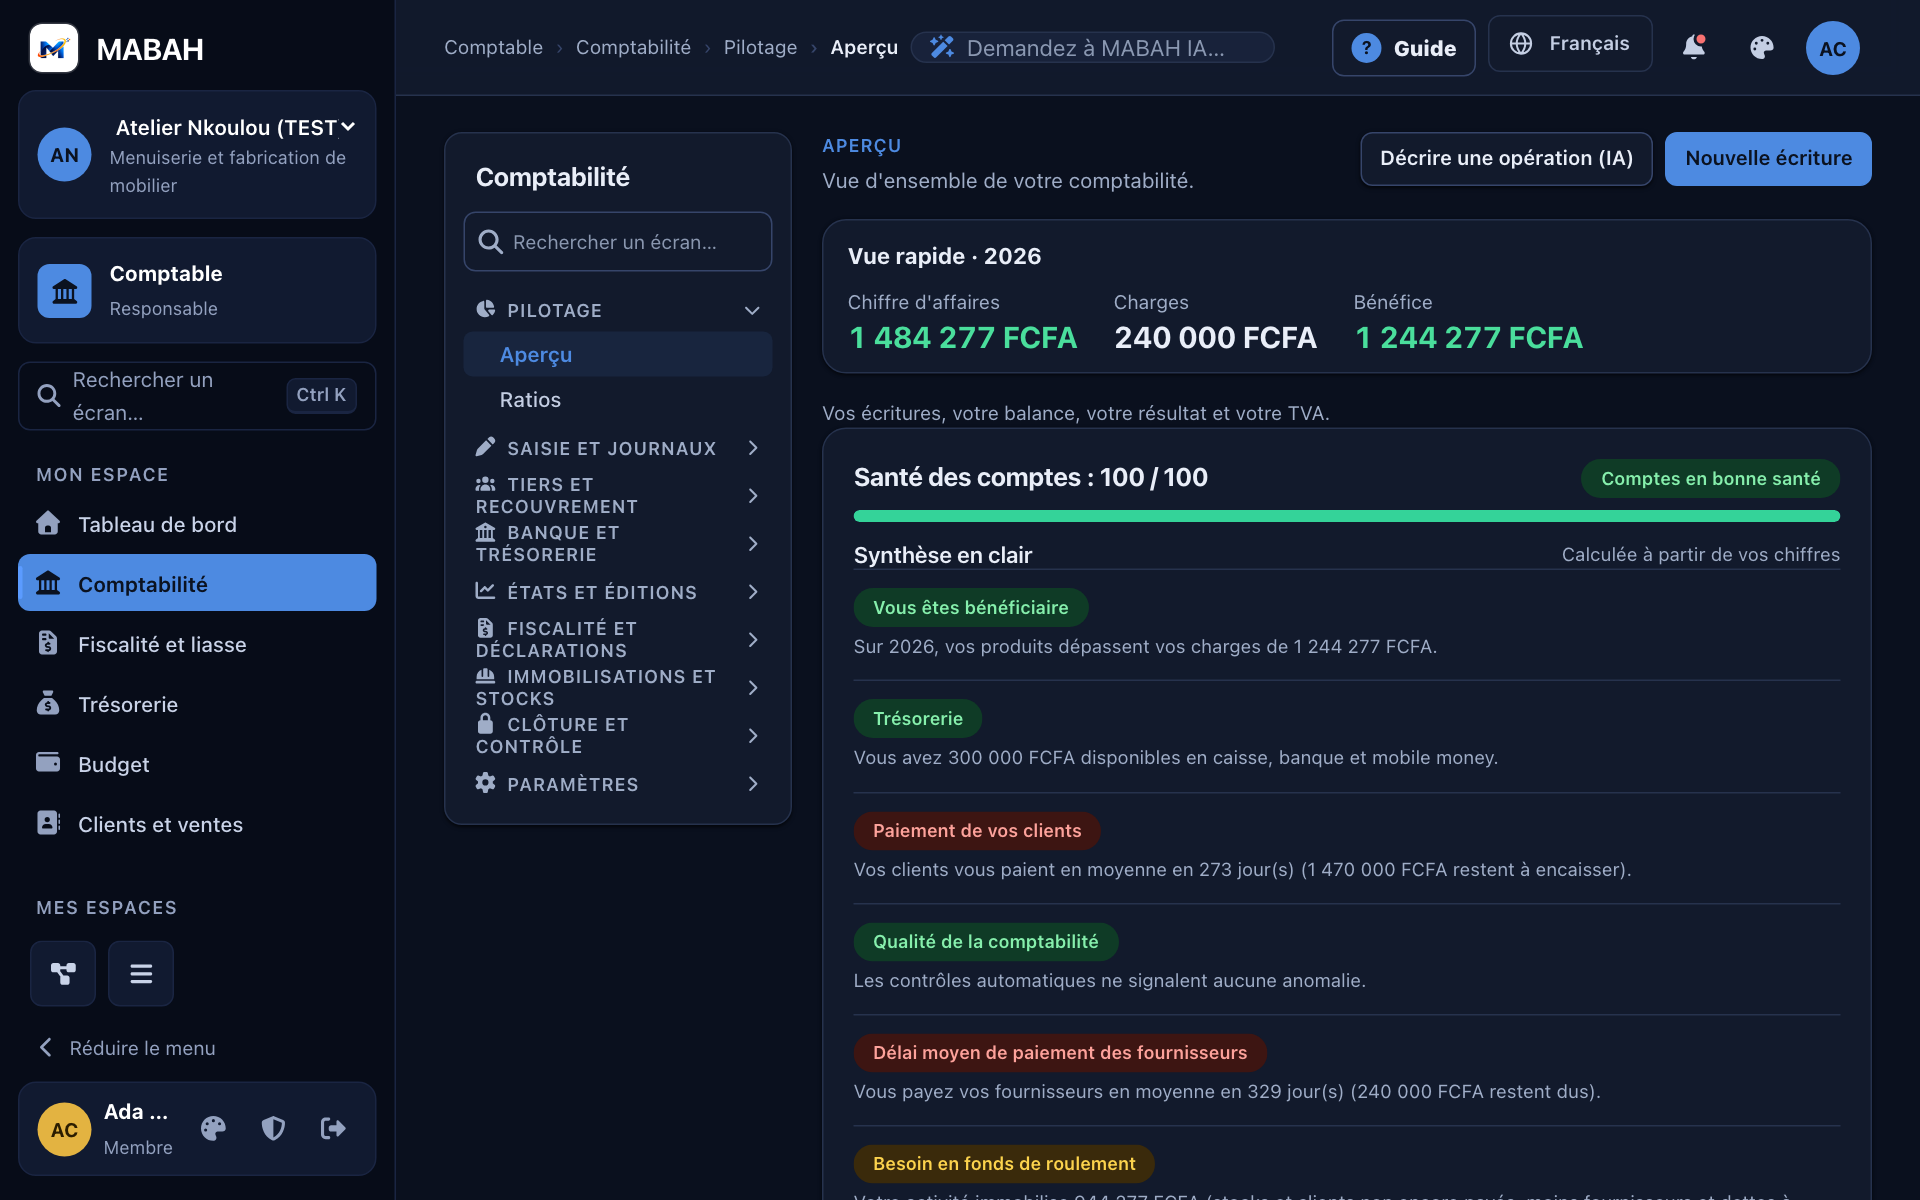 MABAH
AN
Atelier Nkoulou (TEST
Menuiserie et fabrication de
mobilier
Comptable
Responsable
Rechercher un
écran...
Ctrl K
MON ESPACE
Tableau de bord
Comptabilité
Fiscalité et liasse
Trésorerie
Budget
Clients et ventes
MES ESPACES
Réduire le menu
AC
Ada ...
Membre
Comptable › Comptabilité › Pilotage › Aperçu
Demandez à MABAH IA...
? Guide
Français
AC
Comptabilité
Rechercher un écran...
PILOTAGE
Aperçu
Ratios
SAISIE ET JOURNAUX
TIERS ET
RECOUVREMENT
BANQUE ET
TRÉSORERIE
ÉTATS ET ÉDITIONS
FISCALITÉ ET
DÉCLARATIONS
IMMOBILISATIONS ET
STOCKS
CLÔTURE ET
CONTRÔLE
PARAMÈTRES
APERÇU
Vue d'ensemble de votre comptabilité.
Décrire une opération (IA)
Nouvelle écriture
Vue rapide · 2026
Chiffre d'affaires
1 484 277 FCFA
Charges
240 000 FCFA
Bénéfice
1 244 277 FCFA
Vos écritures, votre balance, votre résultat et votre TVA.
Santé des comptes : 100 / 100
Comptes en bonne santé
Synthèse en clair
Calculée à partir de vos chiffres
Vous êtes bénéficiaire
Sur 2026, vos produits dépassent vos charges de 1 244 277 FCFA.
Trésorerie
Vous avez 300 000 FCFA disponibles en caisse, banque et mobile money.
Paiement de vos clients
Vos clients vous paient en moyenne en 273 jour(s) (1 470 000 FCFA restent à encaisser).
Qualité de la comptabilité
Les contrôles automatiques ne signalent aucune anomalie.
Délai moyen de paiement des fournisseurs
Vous payez vos fournisseurs en moyenne en 329 jour(s) (240 000 FCFA restent dus).
Besoin en fonds de roulement